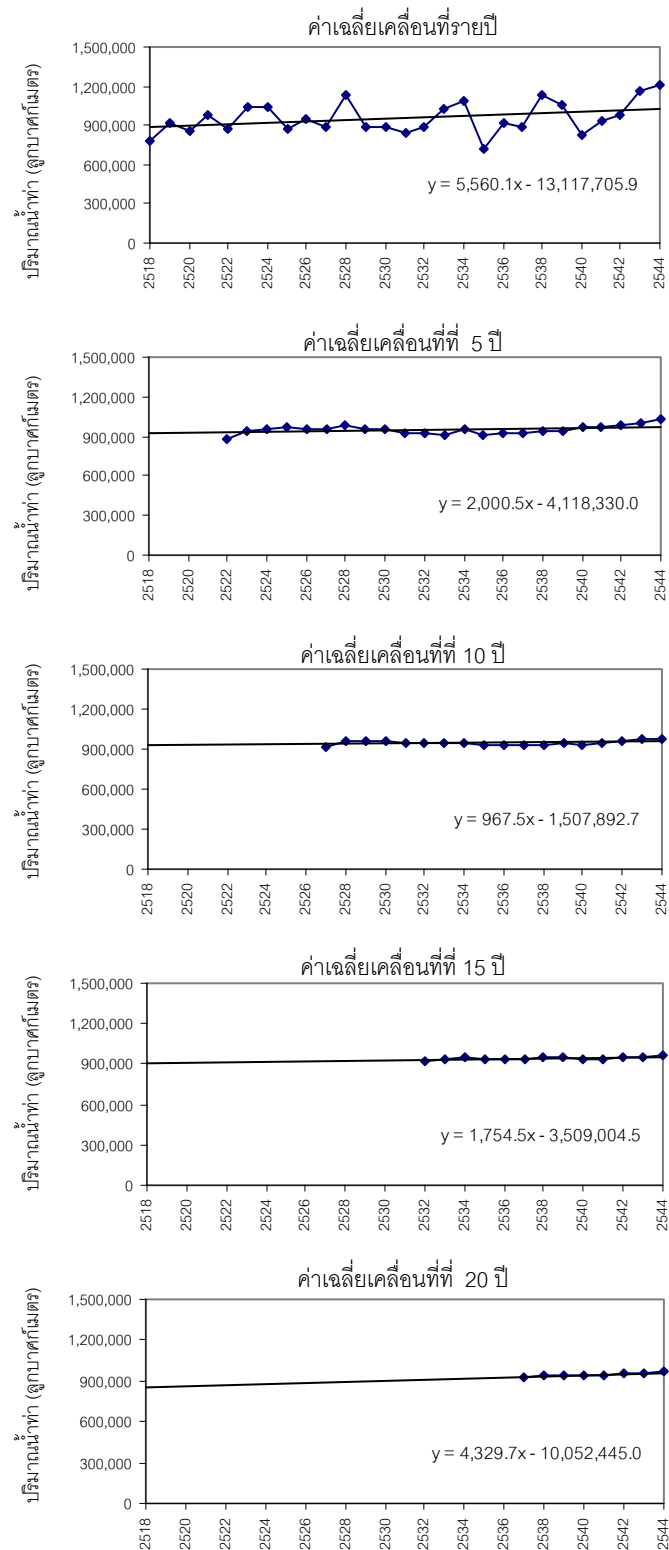 ค่าเฉลี่ยเคลื่อนที่รายปี
ปริมาณน้ำท่า (ลูกบาศก์เมตร)
1,500,000
1,200,000
900,000
600,000
300,000
0
y = 5,560.1x - 13,117,705.9
2518 2520 2522 2524 2526 2528 2530 2532 2534 2536 2538 2540 2542 2544
ค่าเฉลี่ยเคลื่อนที่ที่ 5 ปี
ปริมาณน้ำท่า (ลูกบาศก์เมตร)
1,500,000
1,200,000
900,000
600,000
300,000
0
y = 2,000.5x - 4,118,330.0
2518 2520 2522 2524 2526 2528 2530 2532 2534 2536 2538 2540 2542 2544
ค่าเฉลี่ยเคลื่อนที่ที่ 10 ปี
ปริมาณน้ำท่า (ลูกบาศก์เมตร)
1,500,000
1,200,000
900,000
600,000
300,000
0
y = 967.5x - 1,507,892.7
2518 2520 2522 2524 2526 2528 2530 2532 2534 2536 2538 2540 2542 2544
ค่าเฉลี่ยเคลื่อนที่ที่ 15 ปี
ปริมาณน้ำท่า (ลูกบาศก์เมตร)
1,500,000
1,200,000
900,000
600,000
300,000
0
y = 1,754.5x - 3,509,004.5
2518 2520 2522 2524 2526 2528 2530 2532 2534 2536 2538 2540 2542 2544
ค่าเฉลี่ยเคลื่อนที่ที่ 20 ปี
ปริมาณน้ำท่า (ลูกบาศก์เมตร)
1,500,000
1,200,000
900,000
600,000
300,000
0
y = 4,329.7x - 10,052,445.0
2518 2520 2522 2524 2526 2528 2530 2532 2534 2536 2538 2540 2542 2544